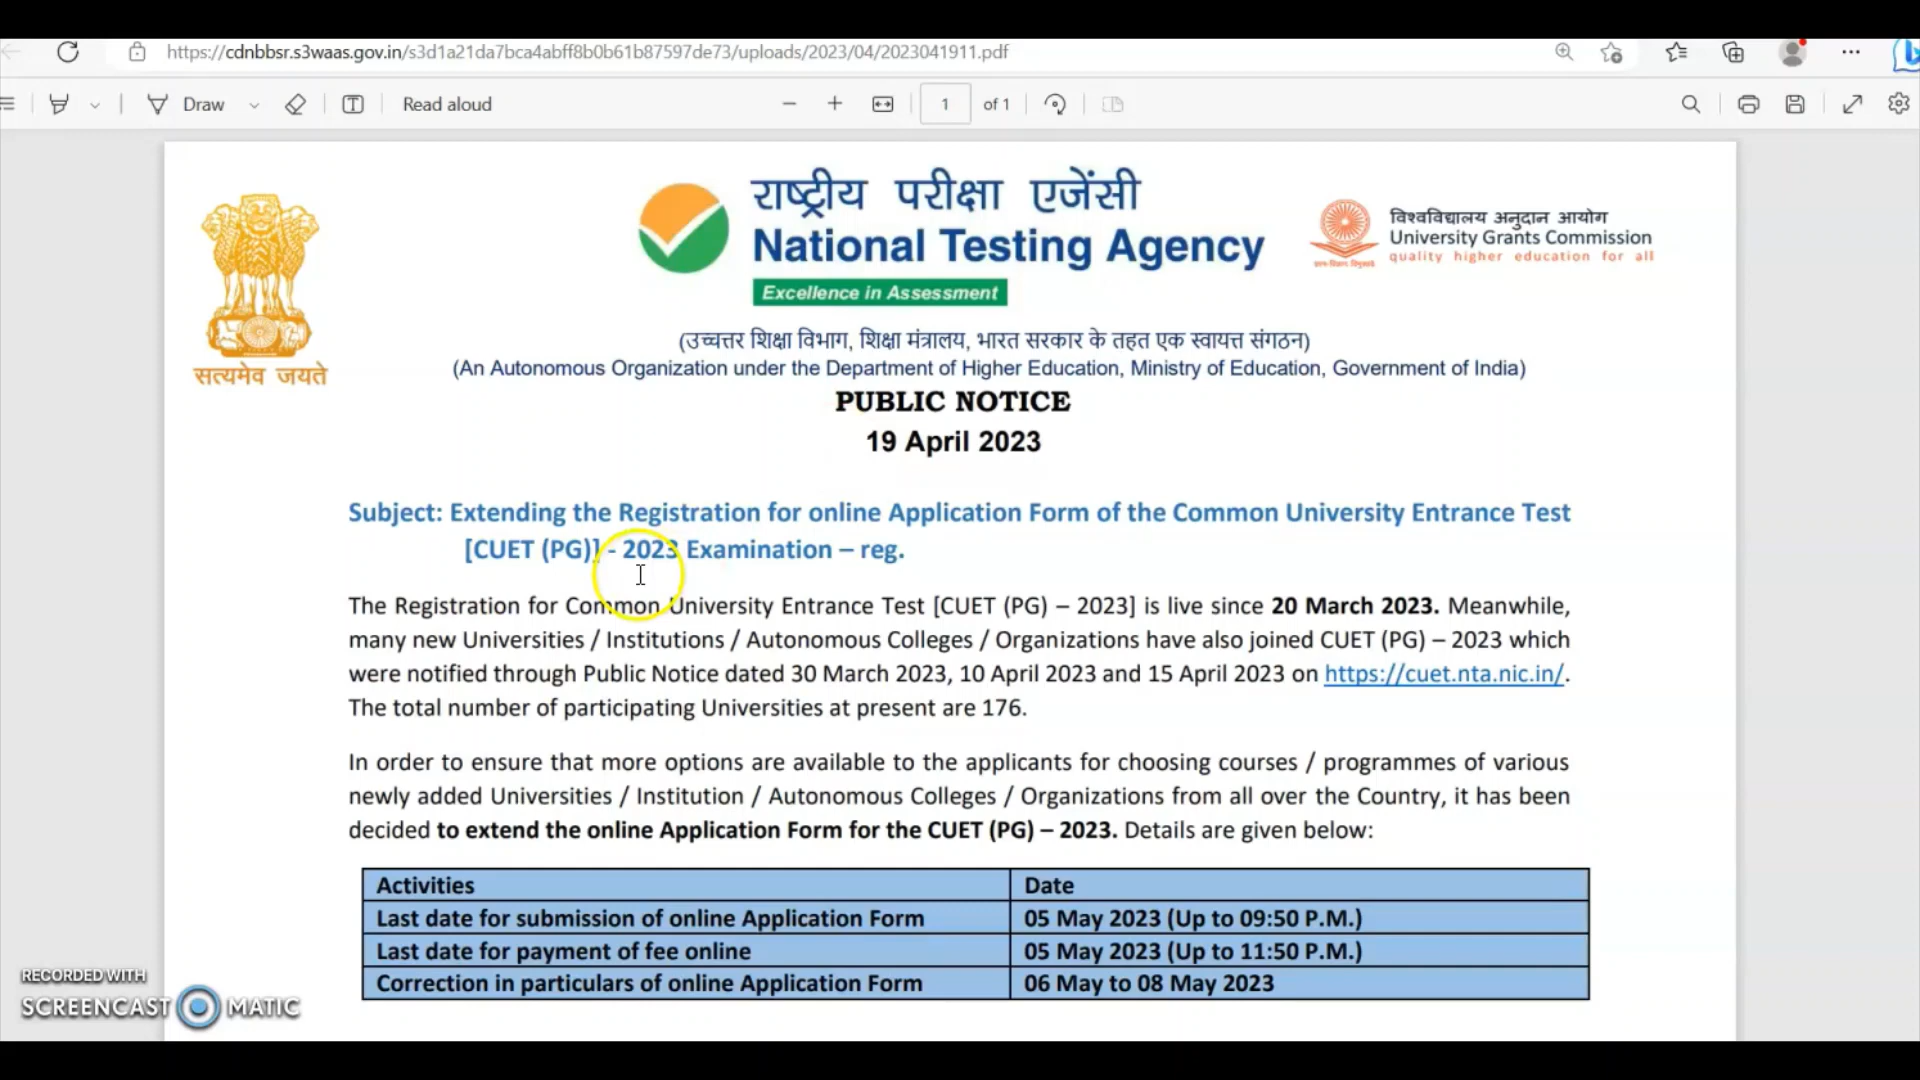 https://cdnbbsr.s3waas.gov.in/s3d1a21da7bca4abff8b0b61b87597de73/uploads/2023/04/2023041911.pdf
Draw
Read aloud
1 of 1
राष्ट्रीय परीक्षा एजेंसी
National Testing Agency
Excellence in Assessment
विश्वविद्यालय अनुदान आयोग
University Grants Commission
quality higher education for all
सत्यमेव जयते
(उच्चत्तर शिक्षा विभाग, शिक्षा मंत्रालय, भारत सरकार के तहत एक स्वायत्त संगठन)
(An Autonomous Organization under the Department of Higher Education, Ministry of Education, Government of India)
PUBLIC NOTICE
19 April 2023
Subject: Extending the Registration for online Application Form of the Common University Entrance Test
[CUET (PG)] - 2023 Examination – reg.
The Registration for Common University Entrance Test [CUET (PG) – 2023] is live since 20 March 2023. Meanwhile,
many new Universities / Institutions / Autonomous Colleges / Organizations have also joined CUET (PG) – 2023 which
were notified through Public Notice dated 30 March 2023, 10 April 2023 and 15 April 2023 on https://cuet.nta.nic.in/.
The total number of participating Universities at present are 176.
In order to ensure that more options are available to the applicants for choosing courses / programmes of various
newly added Universities / Institution / Autonomous Colleges / Organizations from all over the Country, it has been
decided to extend the online Application Form for the CUET (PG) – 2023. Details are given below:
Activities Date
Last date for submission of online Application Form 05 May 2023 (Up to 09:50 P.M.)
Last date for payment of fee online 05 May 2023 (Up to 11:50 P.M.)
Correction in particulars of online Application Form 06 May to 08 May 2023
RECORDED WITH
SCREENCAST MATIC